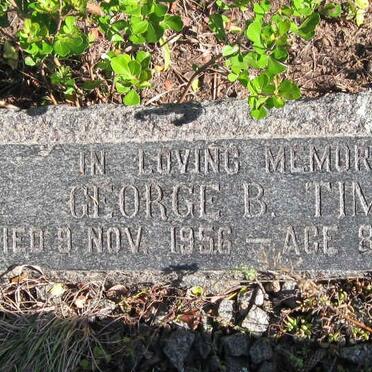 IN LOVING MEMOR
GEORGE B. TIM
IED 9 NOV. 1956 — AGE 8